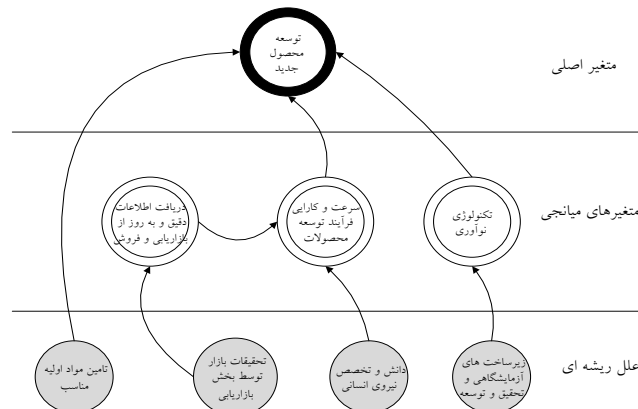 توسعه
محصول
جدید
متغیر اصلی
متغیرهای میانجی
تکنولوژی
نوآوری
سرعت و کارایی
فرآیند توسعه
محصولات
دریافت اطلاعات
دقیق و به روز از
بازاریابی و فروش
علل ریشه ای
زیرساخت های
آزمایشگاهی و
تحقیق و توسعه
دانش و تخصص
نیروی انسانی
تحقیقات بازار
توسط بخش
بازاریابی
تامین مواد اولیه
مناسب